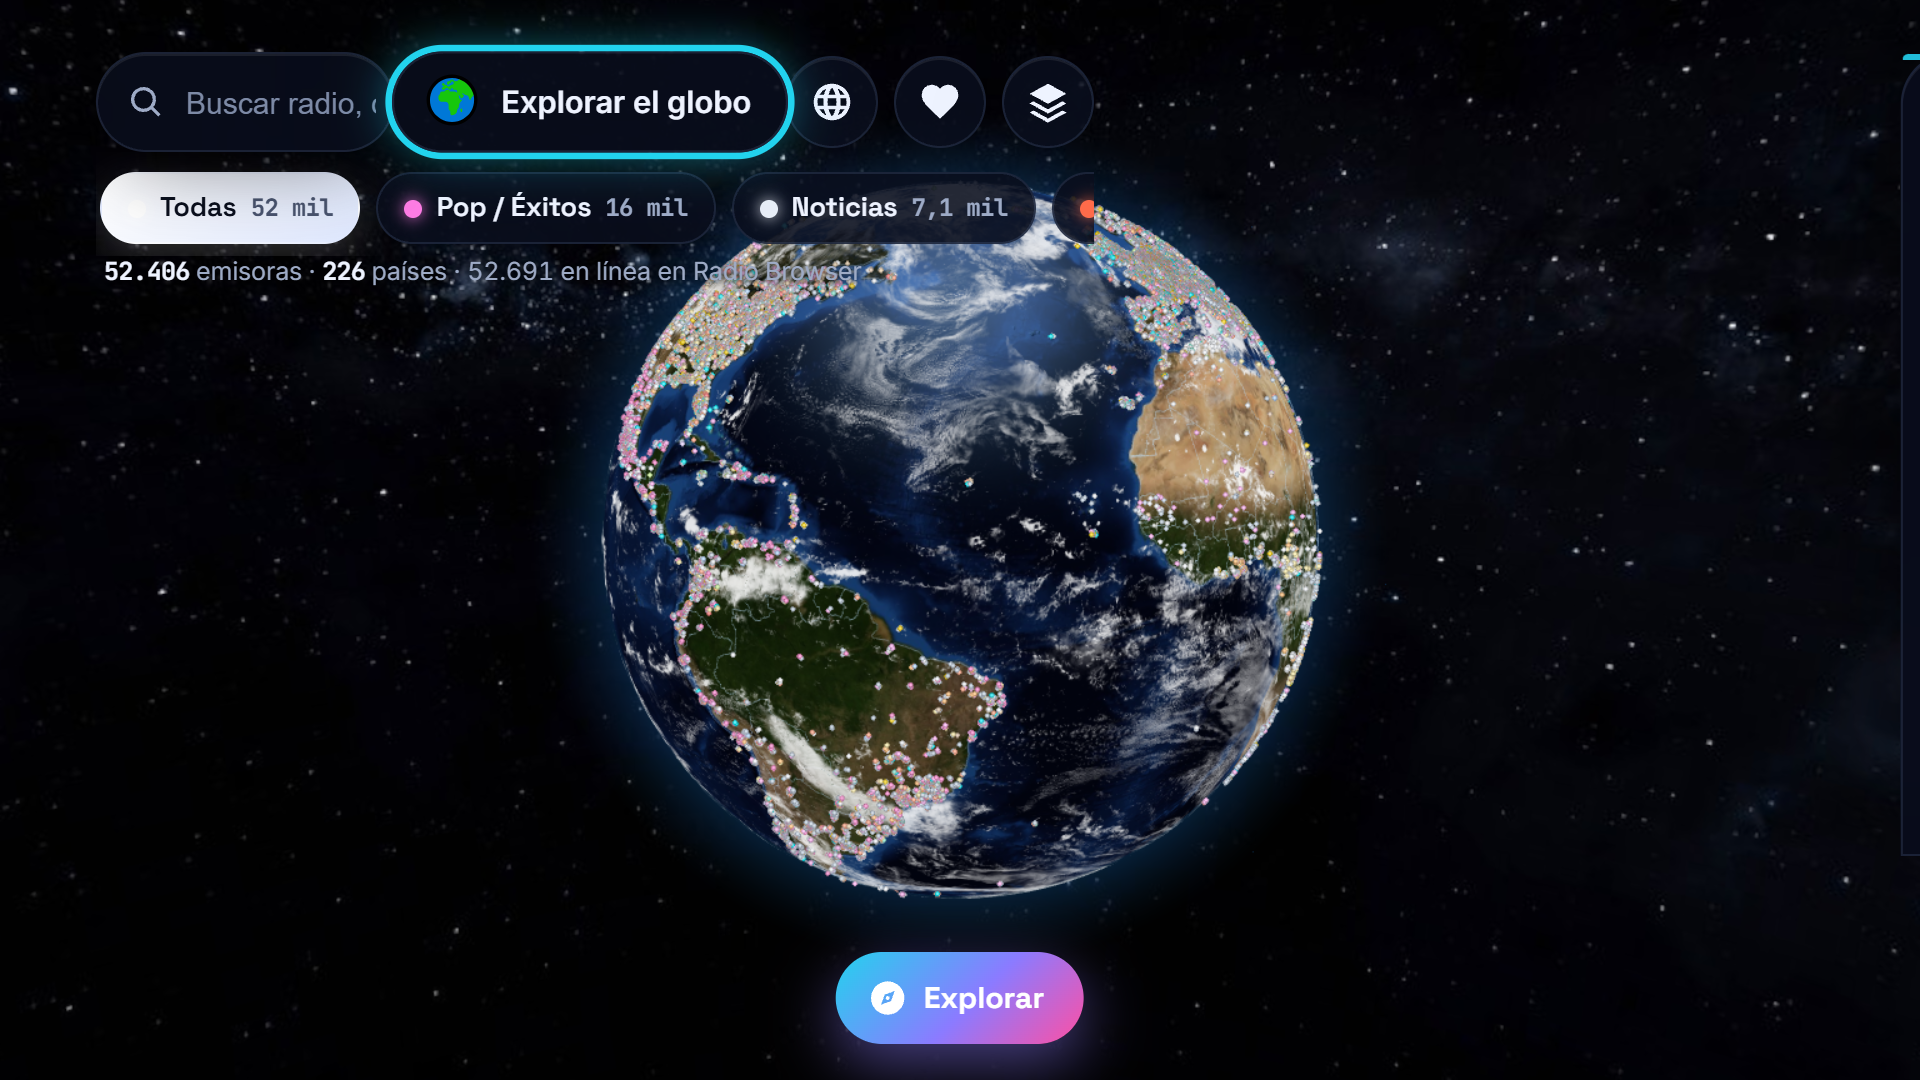 Buscar radio,
Explorar el globo
Todas 52 mil
Pop / Éxitos 16 mil
Noticias 7,1 mil
52.406 emisoras · 226 países · 52.691 en línea en Radio Browser
Explorar